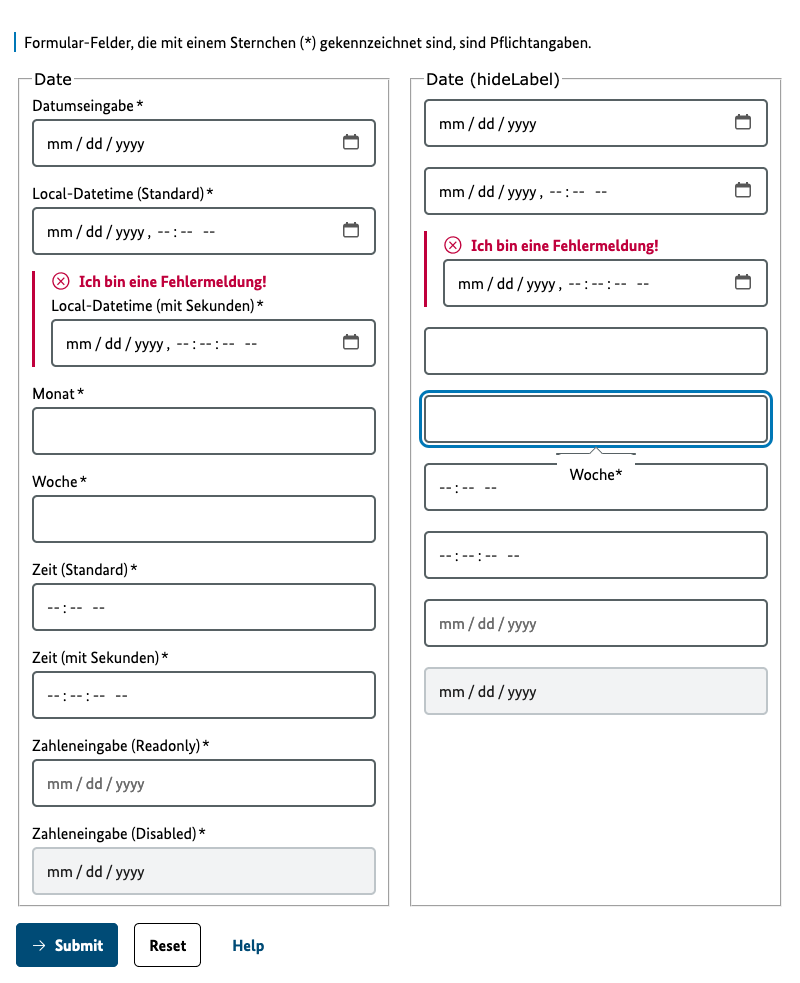 Formular-Felder, die mit einem Sternchen (*) gekennzeichnet sind, sind Pflichtangaben.
Date
Datumseingabe*
mm/dd/yyyy
Local-Datetime (Standard)*
mm/dd/yyyy, --:-- --
Ich bin eine Fehlermeldung!
Local-Datetime (mit Sekunden)*
mm/dd/yyyy, --:--:-- --
Monat*
Woche*
Zeit (Standard)*
--:-- --
Zeit (mit Sekunden)*
--:--:-- --
Zahleneingabe (Readonly)*
mm/dd/yyyy
Zahleneingabe (Disabled)*
mm/dd/yyyy
Date (hideLabel)
mm/dd/yyyy
mm/dd/yyyy, --:-- --
Ich bin eine Fehlermeldung!
mm/dd/yyyy, --:--:-- --
Woche*
--:-- --
--:--:-- --
mm/dd/yyyy
mm/dd/yyyy
Submit
Reset
Help